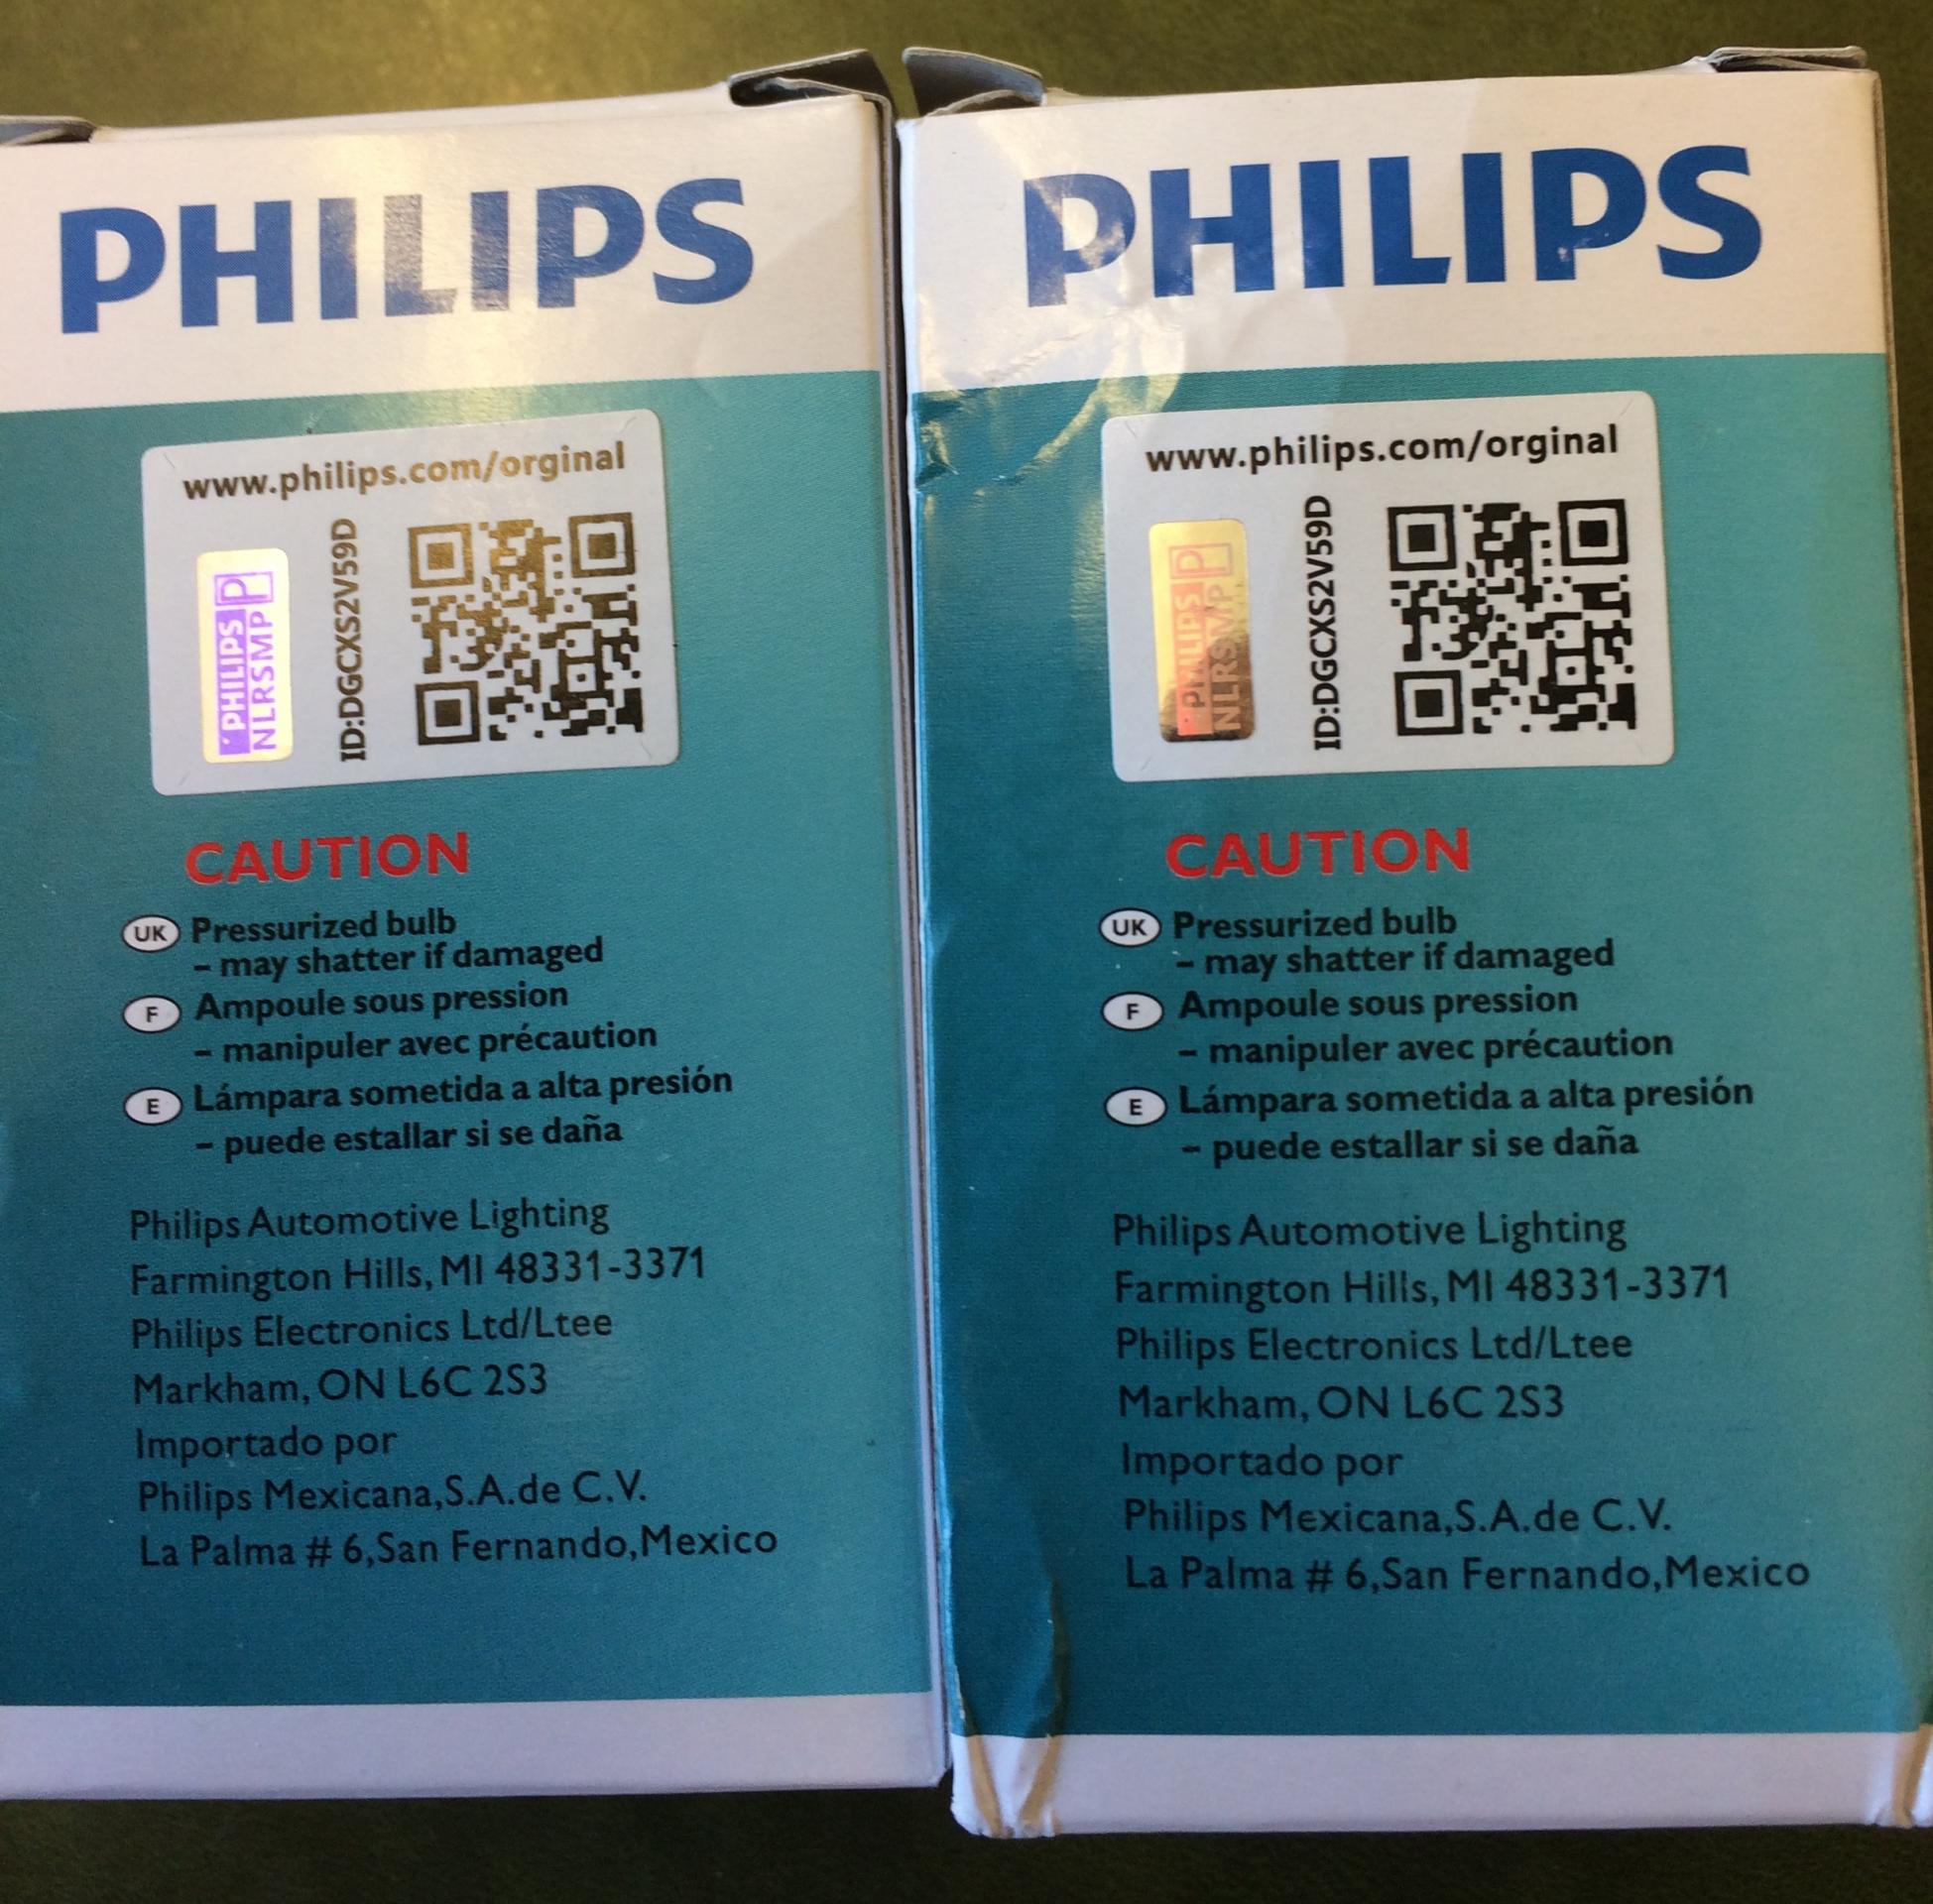 PHILIPS
www.philips.com/orginal
PHILIPS
NLRSMP
P
ID:DGCXS2V59D
CAUTION
UK Pressurized bulb
– may shatter if damaged
F Ampoule sous pression
– manipuler avec précaution
E Lámpara sometida a alta presión
– puede estallar si se daña
Philips Automotive Lighting
Farmington Hills, MI 48331-3371
Philips Electronics Ltd/Ltee
Markham, ON L6C 2S3
Importado por
Philips Mexicana,S.A.de C.V.
La Palma # 6,San Fernando,Mexico
PHILIPS
www.philips.com/orginal
PHILIPS
NLRSMP
P
ID:DGCXS2V59D
CAUTION
UK Pressurized bulb
– may shatter if damaged
F Ampoule sous pression
– manipuler avec précaution
E Lámpara sometida a alta presión
– puede estallar si se daña
Philips Automotive Lighting
Farmington Hills, MI 48331-3371
Philips Electronics Ltd/Ltee
Markham, ON L6C 2S3
Importado por
Philips Mexicana,S.A.de C.V.
La Palma # 6,San Fernando,Mexico